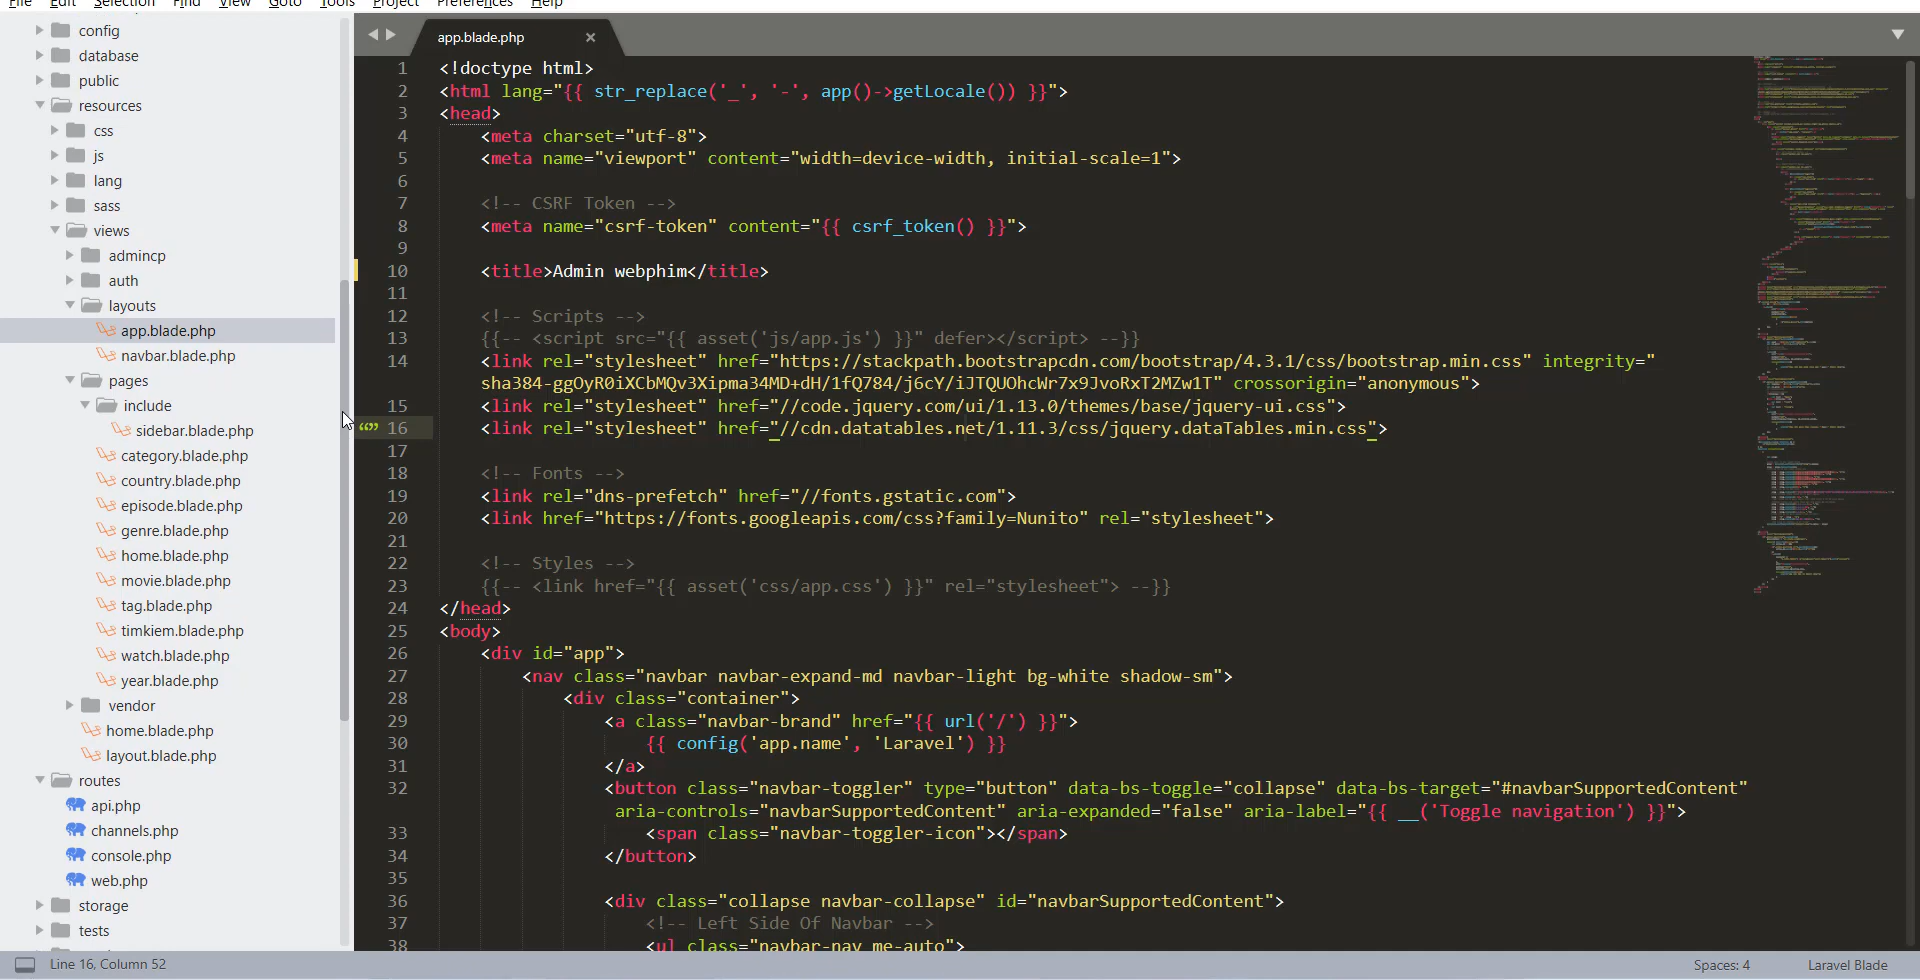 File Edit Selection Find View Goto Tools Project Preferences Help
config
database
public
resources
css
js
lang
sass
views
admincp
auth
layouts
app.blade.php
navbar.blade.php
pages
include
sidebar.blade.php
category.blade.php
country.blade.php
episode.blade.php
genre.blade.php
home.blade.php
movie.blade.php
tag.blade.php
timkiem.blade.php
watch.blade.php
year.blade.php
vendor
home.blade.php
layout.blade.php
routes
api.php
channels.php
console.php
web.php
storage
tests
app.blade.php ×
1 <!doctype html>
2 <html lang="{{ str_replace('_', '-', app()->getLocale()) }}">
3 <head>
4 <meta charset="utf-8">
5 <meta name="viewport" content="width=device-width, initial-scale=1">
6
7 <!-- CSRF Token -->
8 <meta name="csrf-token" content="{{ csrf_token() }}">
9
10 <title>Admin webphim</title>
11
12 <!-- Scripts -->
13 {{-- <script src="{{ asset('js/app.js') }}" defer></script> --}}
14 <link rel="stylesheet" href="https://stackpath.bootstrapcdn.com/bootstrap/4.3.1/css/bootstrap.min.css" integrity="
sha384-ggOyR0iXCbMQv3Xipma34MD+dH/1fQ784/j6cY/iJTQUOhcWr7x9JvoRxT2MZw1T" crossorigin="anonymous">
15 <link rel="stylesheet" href="//code.jquery.com/ui/1.13.0/themes/base/jquery-ui.css">
16 <link rel="stylesheet" href="//cdn.datatables.net/1.11.3/css/jquery.dataTables.min.css">
17
18 <!-- Fonts -->
19 <link rel="dns-prefetch" href="//fonts.gstatic.com">
20 <link href="https://fonts.googleapis.com/css?family=Nunito" rel="stylesheet">
21
22 <!-- Styles -->
23 {{-- <link href="{{ asset('css/app.css') }}" rel="stylesheet"> --}}
24 </head>
25 <body>
26 <div id="app">
27 <nav class="navbar navbar-expand-md navbar-light bg-white shadow-sm">
28 <div class="container">
29 <a class="navbar-brand" href="{{ url('/') }}">
30 {{ config('app.name', 'Laravel') }}
31 </a>
32 <button class="navbar-toggler" type="button" data-bs-toggle="collapse" data-bs-target="#navbarSupportedContent"
aria-controls="navbarSupportedContent" aria-expanded="false" aria-label="{{ __('Toggle navigation') }}">
33 <span class="navbar-toggler-icon"></span>
34 </button>
35
36 <div class="collapse navbar-collapse" id="navbarSupportedContent">
37 <!-- Left Side Of Navbar -->
38 <ul class="navbar-nav me-auto">
Line 16, Column 52
Spaces: 4
Laravel Blade